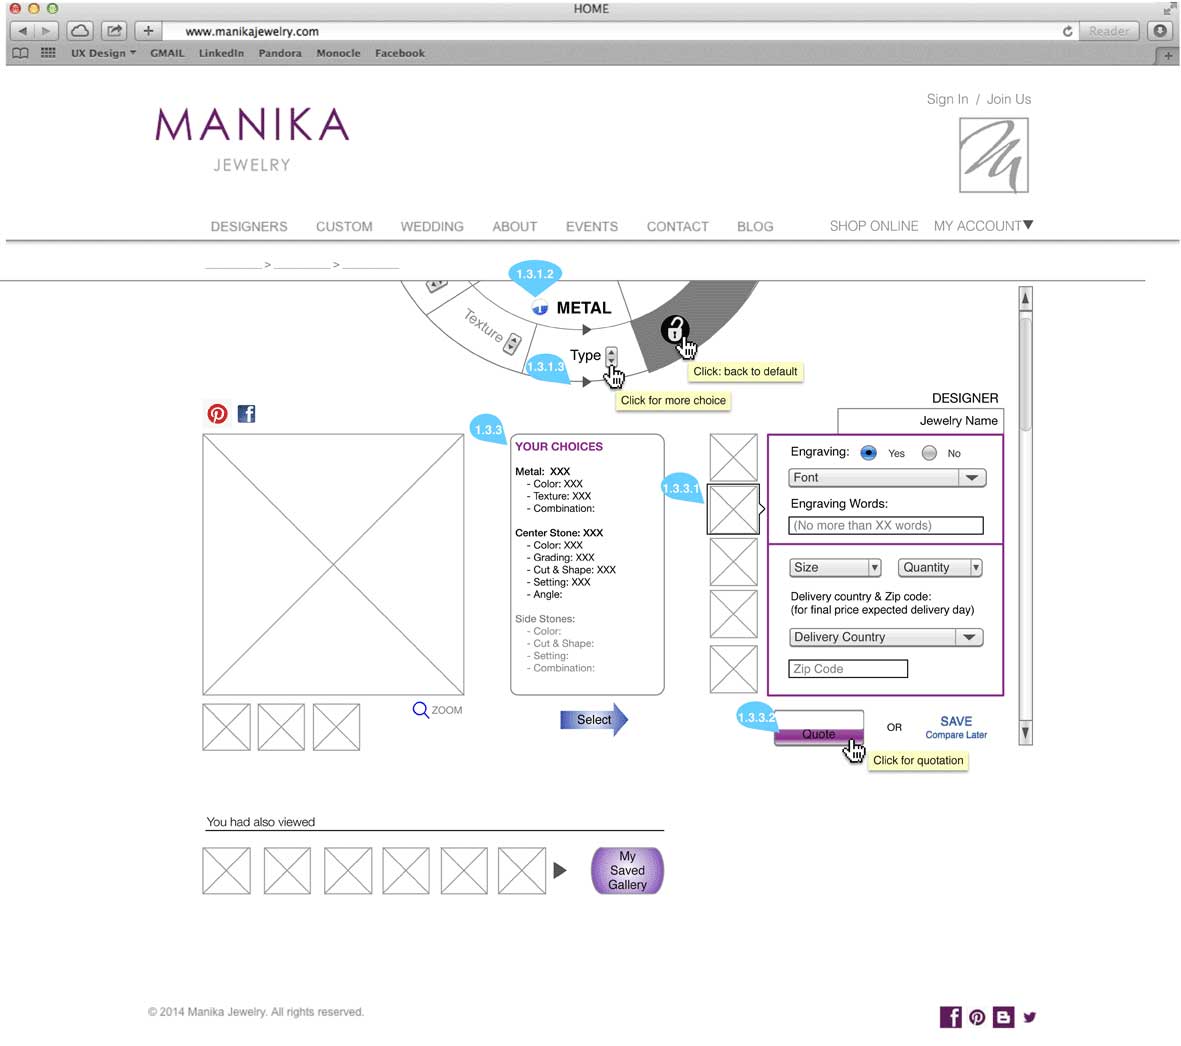 HOME
www.manikajewelry.com
Reader
UX Design GMAIL LinkedIn Pandora Monocle Facebook
Sign In / Join Us
MANIKA
JEWELRY
DESIGNERS CUSTOM WEDDING ABOUT EVENTS CONTACT BLOG SHOP ONLINE MY ACCOUNT
> >
1.3.1.2
METAL
Texture
Type
1.3.1.3
Click: back to default
Click for more choice
DESIGNER
Jewelry Name
1.3.3
YOUR CHOICES
Metal: XXX
- Color: XXX
- Texture: XXX
- Combination:
Center Stone: XXX
- Color: XXX
- Grading: XXX
- Cut & Shape: XXX
- Setting: XXX
- Angle:
Side Stones:
- Color:
- Cut & Shape:
- Setting:
- Combination:
1.3.3.1
Engraving: Yes No
Font
Engraving Words:
(No more than XX words)
Size Quantity
Delivery country & Zip code:
(for final price expected delivery day)
Delivery Country
Zip Code
ZOOM
Select
1.3.3.2
Quote
OR
SAVE
Compare Later
Click for quotation
You had also viewed
My
Saved
Gallery
© 2014 Manika Jewelry. All rights reserved.